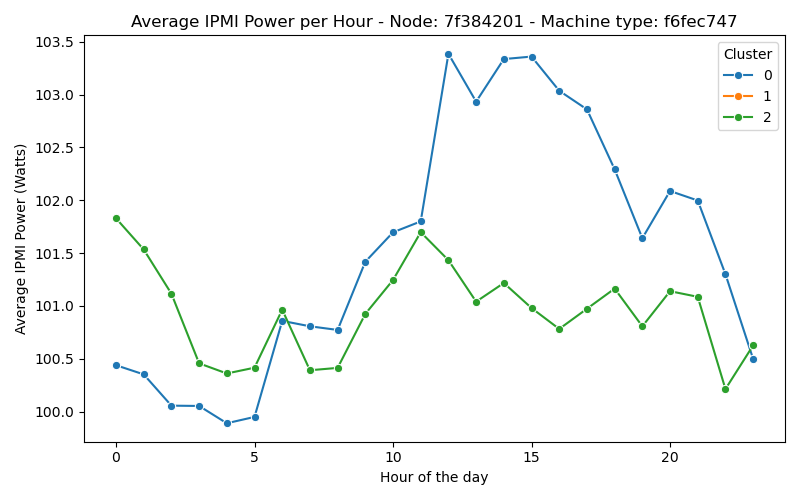 Average IPMI Power per Hour - Node: 7f384201 - Machine type: f6fec747
Cluster
0
1
2
103.5
103.0
102.5
102.0
101.5
101.0
100.5
100.0
Average IPMI Power (Watts)
0 5 10 15 20
Hour of the day